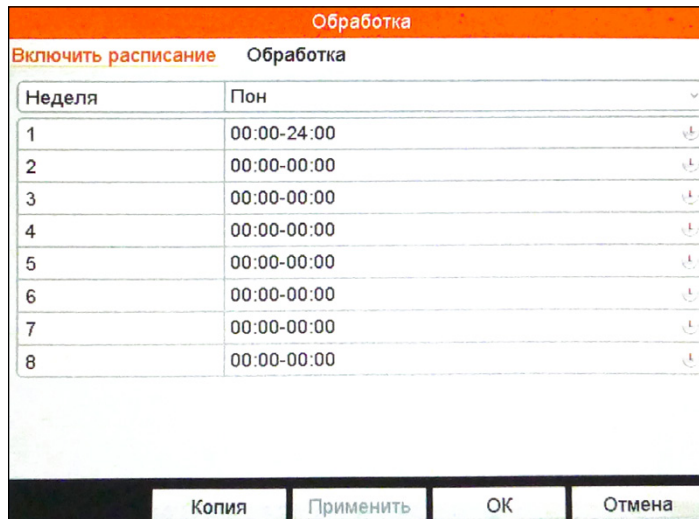 Обработка
Включить расписание Обработка
Неделя Пон
1 00:00-24:00
2 00:00-00:00
3 00:00-00:00
4 00:00-00:00
5 00:00-00:00
6 00:00-00:00
7 00:00-00:00
8 00:00-00:00
Копия Применить ОК Отмена